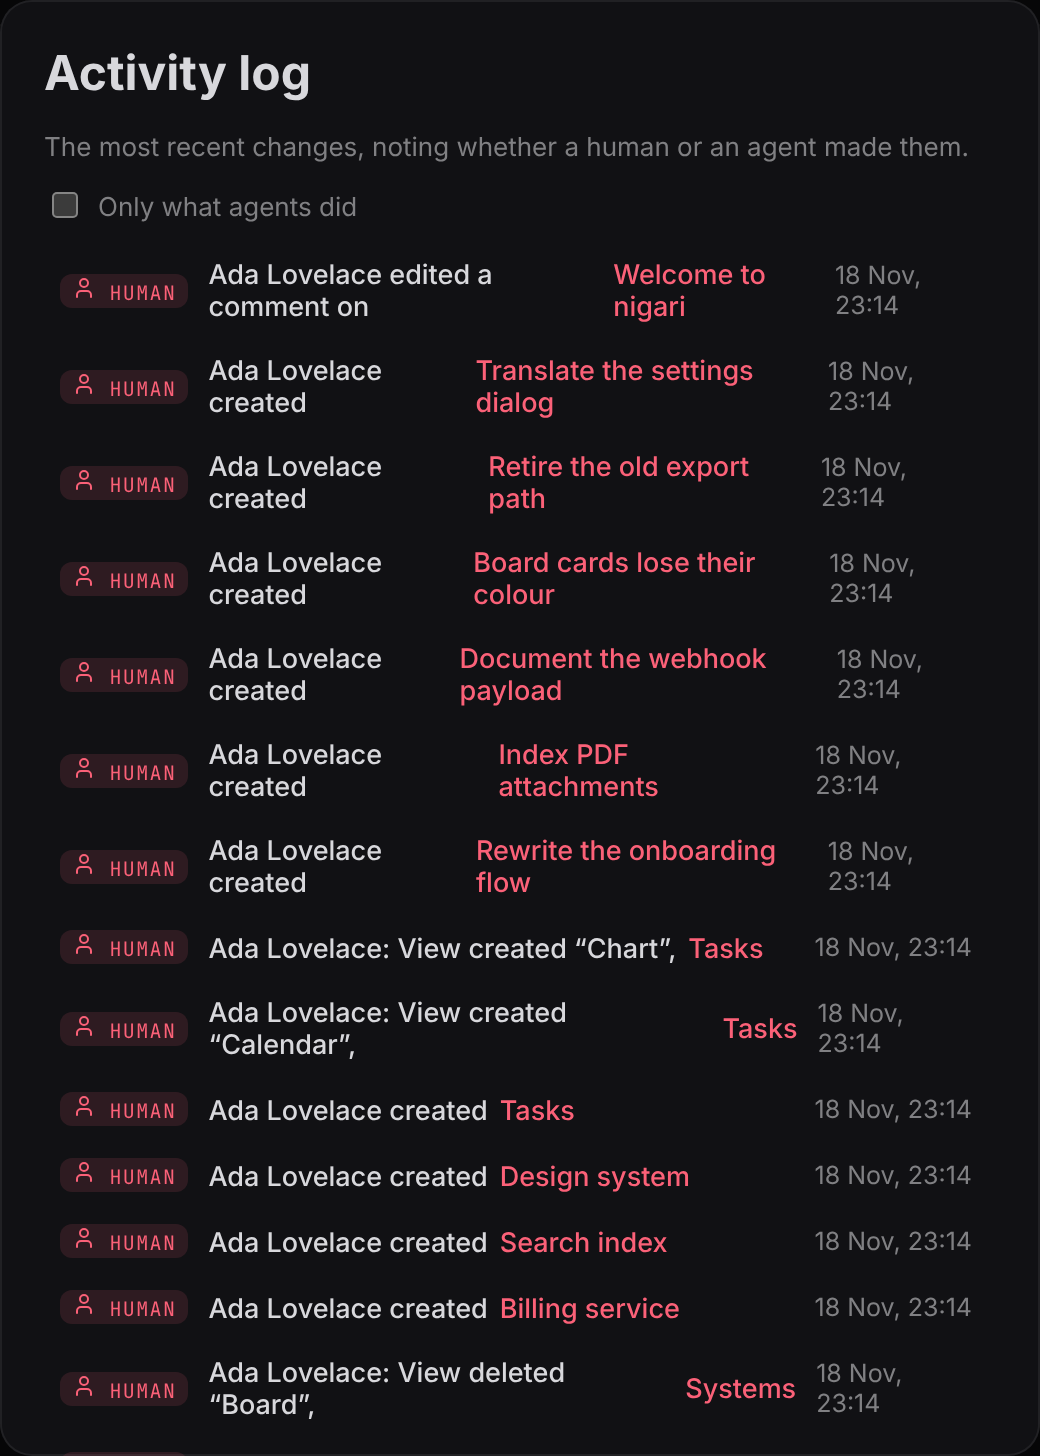 Activity log
The most recent changes, noting whether a human or an agent made them.
Only what agents did
HUMAN Ada Lovelace edited a comment on Welcome to nigari 18 Nov, 23:14
HUMAN Ada Lovelace created Translate the settings dialog 18 Nov, 23:14
HUMAN Ada Lovelace created Retire the old export path 18 Nov, 23:14
HUMAN Ada Lovelace created Board cards lose their colour 18 Nov, 23:14
HUMAN Ada Lovelace created Document the webhook payload 18 Nov, 23:14
HUMAN Ada Lovelace created Index PDF attachments 18 Nov, 23:14
HUMAN Ada Lovelace created Rewrite the onboarding flow 18 Nov, 23:14
HUMAN Ada Lovelace: View created “Chart”, Tasks 18 Nov, 23:14
HUMAN Ada Lovelace: View created “Calendar”, Tasks 18 Nov, 23:14
HUMAN Ada Lovelace created Tasks 18 Nov, 23:14
HUMAN Ada Lovelace created Design system 18 Nov, 23:14
HUMAN Ada Lovelace created Search index 18 Nov, 23:14
HUMAN Ada Lovelace created Billing service 18 Nov, 23:14
HUMAN Ada Lovelace: View deleted “Board”, Systems 18 Nov, 23:14